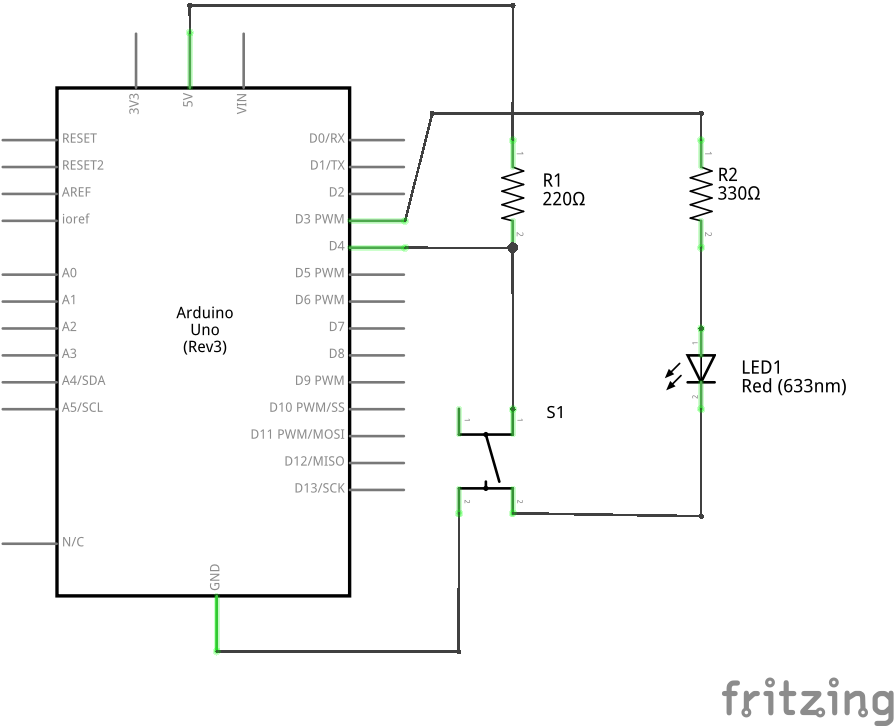 3V3
5V
VIN
RESET
RESET2
AREF
ioref
A0
A1
A2
A3
A4/SDA
A5/SCL
N/C
Arduino
Uno
(Rev3)
D0/RX
D1/TX
D2
D3 PWM
D4
D5 PWM
D6 PWM
D7
D8
D9 PWM
D10 PWM/SS
D11 PWM/MOSI
D12/MISO
D13/SCK
GND
1
R1
220Ω
2
1
R2
330Ω
2
1
LED1
Red (633nm)
2
S1
1
1
2
2
fritzing